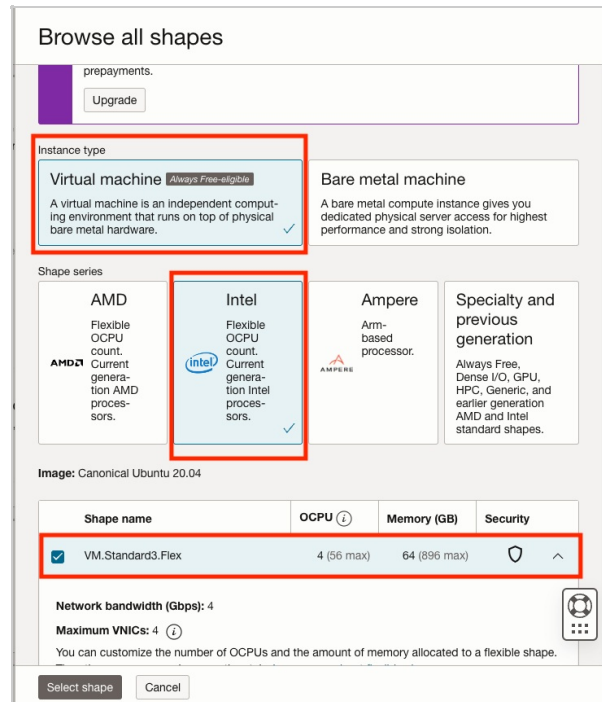 Browse all shapes
prepayments.
Upgrade
Instance type
Virtual machine Always Free-eligible
A virtual machine is an independent comput-
ing environment that runs on top of physical
bare metal hardware.
Bare metal machine
A bare metal compute instance gives you
dedicated physical server access for highest
performance and strong isolation.
Shape series
AMD
Flexible
OCPU
count.
Current
genera-
tion AMD
proces-
sors.
AMD
Intel
Flexible
OCPU
count.
Current
genera-
tion Intel
proces-
sors.
intel
Ampere
Arm-
based
processor.
AMPERE
Specialty and
previous
generation
Always Free,
Dense I/O, GPU,
HPC, Generic, and
earlier generation
AMD and Intel
standard shapes.
Image: Canonical Ubuntu 20.04
Shape name OCPU i Memory (GB) Security
VM.Standard3.Flex 4 (56 max) 64 (896 max)
Network bandwidth (Gbps): 4
Maximum VNICs: 4 i
You can customize the number of OCPUs and the amount of memory allocated to a flexible shape.
Select shape Cancel